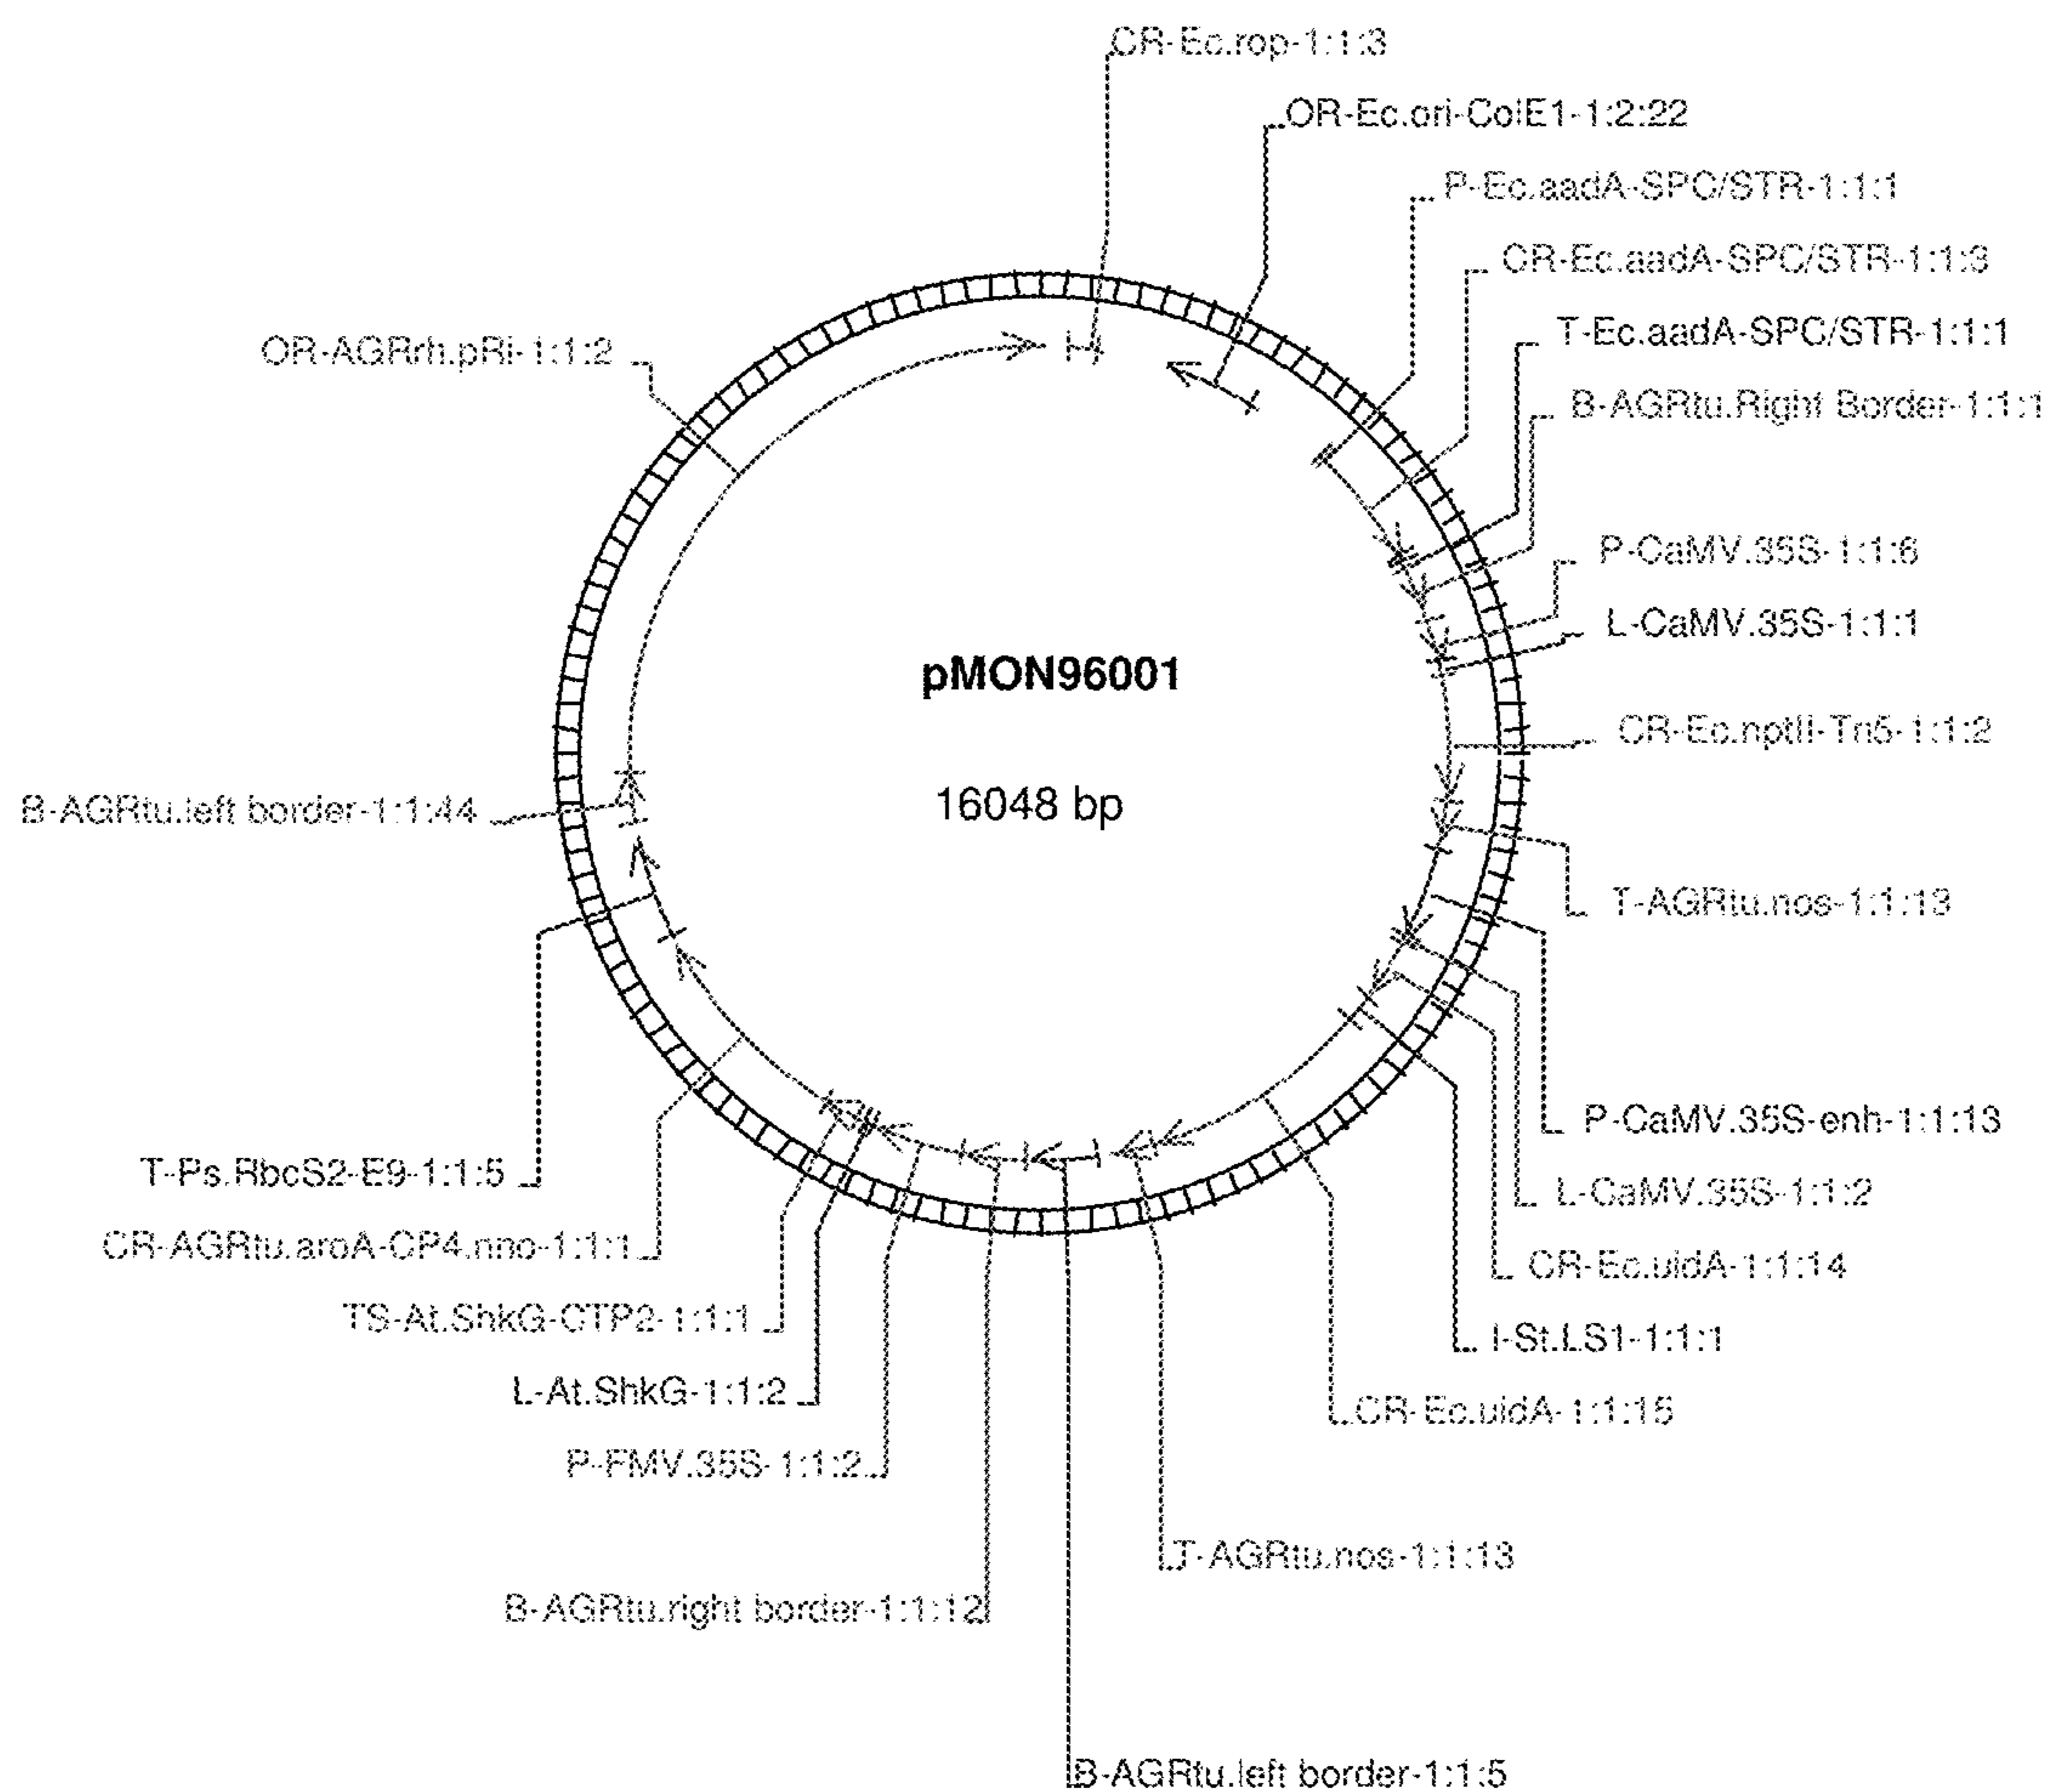 CR-Ec.rop-1:1:3
OR-Ec.ori-ColE1-1:2:22
P-Ec.aadA-SPC/STR-1:1:1
CR-Ec.aadA-SPC/STR-1:1:3
T-Ec.aadA-SPC/STR-1:1:1
OR-AGRrh.pRi-1:1:2
B-AGRtu.Right Border-1:1:1
P-CaMV.35S-1:1:6
L-CaMV.35S-1:1:1
pMON96001
CR-Ec.nptII-Tn5-1:1:2
16048 bp
B-AGRtu.left border-1:1:44
T-AGRtu.nos-1:1:13
P-CaMV.35S-enh-1:1:13
T-Ps.RbcS2-E9-1:1:5
L-CaMV.35S-1:1:2
CR-AGRtu.aroA-CP4.nno-1:1:1
CR-Ec.uidA-1:1:14
TS-At.ShkG-CTP2-1:1:1
I-St.LS1-1:1:1
L-At.ShkG-1:1:2
CR-Ec.uidA-1:1:15
P-FMV.35S-1:1:2
T-AGRtu.nos-1:1:13
B-AGRtu.right border-1:1:12
B-AGRtu.left border-1:1:5